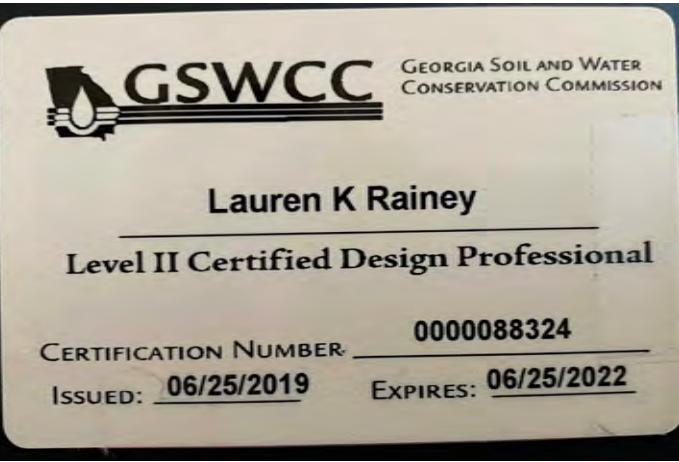 GSWCC
GEORGIA SOIL AND WATER
CONSERVATION COMMISSION
Lauren K Rainey
Level II Certified Design Professional
CERTIFICATION NUMBER 0000088324
ISSUED: 06/25/2019 EXPIRES: 06/25/2022